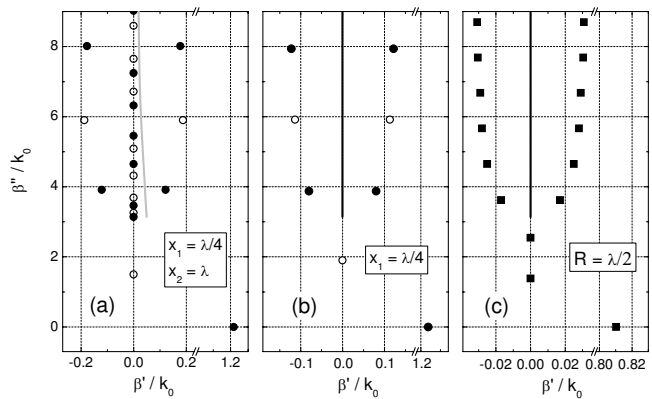 8
6
4
2
0
β'' / k0
(a)
x1 = λ/4
x2 = λ
-0.2 0.0 0.2 1.2
β' / k0
(b)
x1 = λ/4
-0.1 0.0 0.1 1.2
β' / k0
(c)
R = λ/2
-0.02 0.00 0.02 0.80 0.82
β' / k0